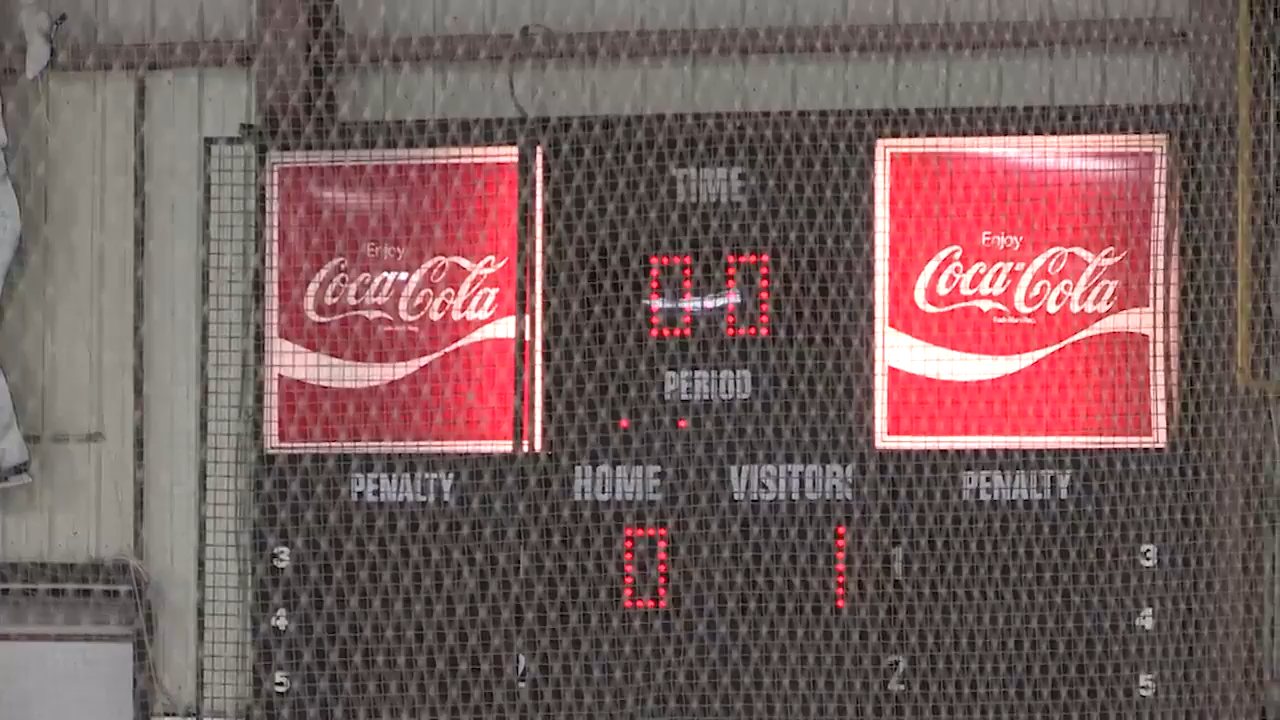 Enjoy
Coca-Cola
TIME
00
PERIOD
Enjoy
Coca-Cola
PENALTY
HOME
VISITORS
PENALTY
0
1
3
1
3
4
4
5
2
5